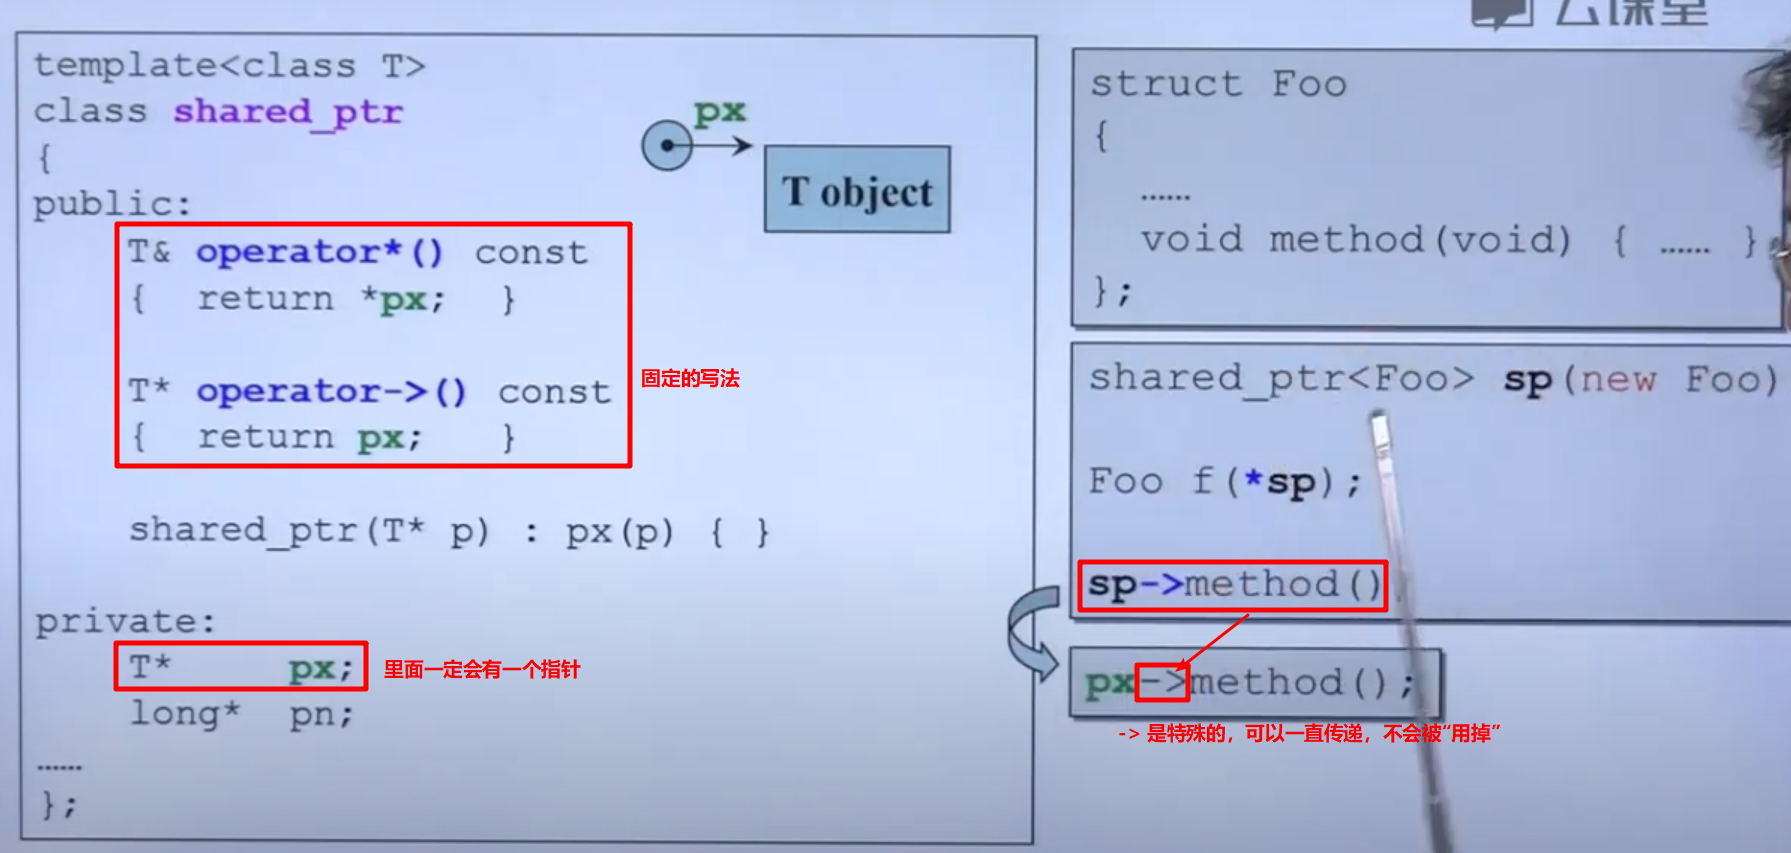 云课堂
template<class T>
class shared_ptr
{
public:
T& operator*() const
{ return *px; }
T* operator->() const
{ return px; }
固定的写法
shared_ptr(T* p) : px(p) { }
private:
T* px;
里面一定会有一个指针
long* pn;
……
};
px
T object
struct Foo
{
……
void method(void) { …… }
};
shared_ptr<Foo> sp(new Foo)
Foo f(*sp);
sp->method()
px->method();
-> 是特殊的，可以一直传递，不会被“用掉”